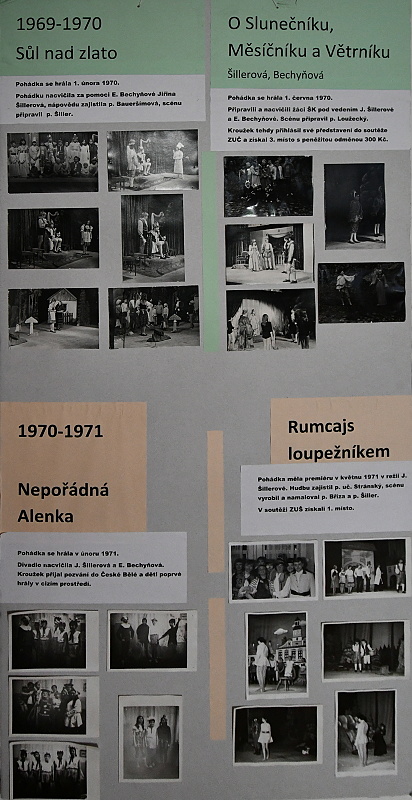 1969-1970
Sůl nad zlato
Pohádka se hrála 1. února 1970.
Pohádku nacvičila za pomoci E. Bechyňové Jiřina
Šillerová, nápovědu zajistila p. Baueršímová, scénu
připravil p. Šiller.
O Slunečníku,
Měsíčníku a Větrníku
Šillerová, Bechyňová
Pohádka se hrála 1. června 1970.
Připravili a nacvičili žáci ŠK pod vedením J. Šillerové
a E. Bechyňové. Scénu připravil p. Loužecký.
Kroužek tehdy přihlásil své představení do soutěže
ZUČ a získal 3. místo s peněžitou odměnou 300 Kč.
1970-1971
Nepořádná
Alenka
Pohádka se hrála v únoru 1971.
Divadlo nacvičila J. Šillerová a E. Bechyňová.
Kroužek přijal pozvání do České Bělé a děti poprvé
hrály v cizím prostředí.
Rumcajs
loupežníkem
Pohádka měla premiéru v květnu 1971 v režii J.
Šillerové. Hudbu zajistil p. uč. Stránský, scénu
vyrobil a namaloval p. Bříza a p. Šiller.
V soutěži ZUŠ získali 1. místo.